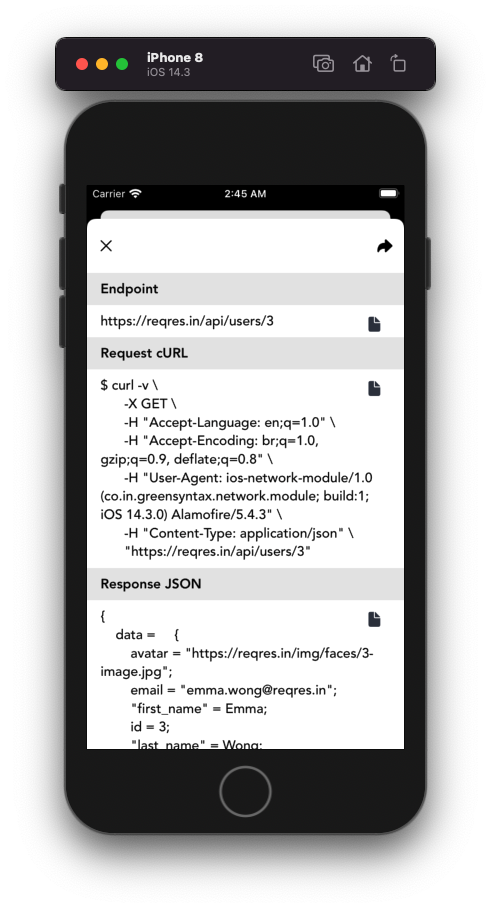 iPhone 8
iOS 14.3
Carrier
2:45 AM
Endpoint
https://reqres.in/api/users/3
Request cURL
$ curl -v \
-X GET \
-H "Accept-Language: en;q=1.0" \
-H "Accept-Encoding: br;q=1.0,
gzip;q=0.9, deflate;q=0.8" \
-H "User-Agent: ios-network-module/1.0
(co.in.greensyntax.network.module; build:1;
iOS 14.3.0) Alamofire/5.4.3" \
-H "Content-Type: application/json" \
"https://reqres.in/api/users/3"
Response JSON
{
data =     {
avatar = "https://reqres.in/img/faces/3-
image.jpg";
email = "emma.wong@reqres.in";
"first_name" = Emma;
id = 3;
"last_name" = Wong;